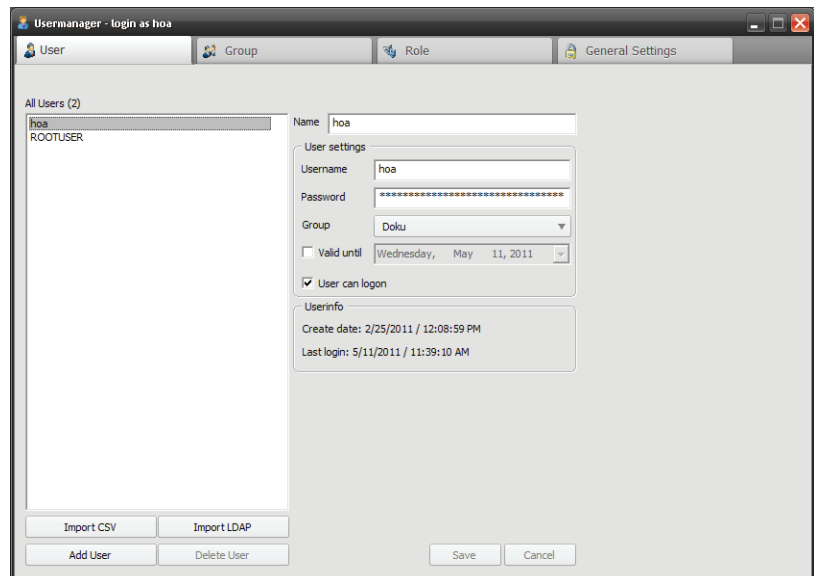 Usermanager - login as hoa
User
Group
Role
General Settings
All Users (2)
hoa
ROOTUSER
Name hoa
User settings
Username hoa
Password ********************************
Group Doku
Valid until Wednesday, May 11, 2011
User can logon
Userinfo
Create date: 2/25/2011 / 12:08:59 PM
Last login: 5/11/2011 / 11:39:10 AM
Import CSV Import LDAP
Add User Delete User
Save Cancel